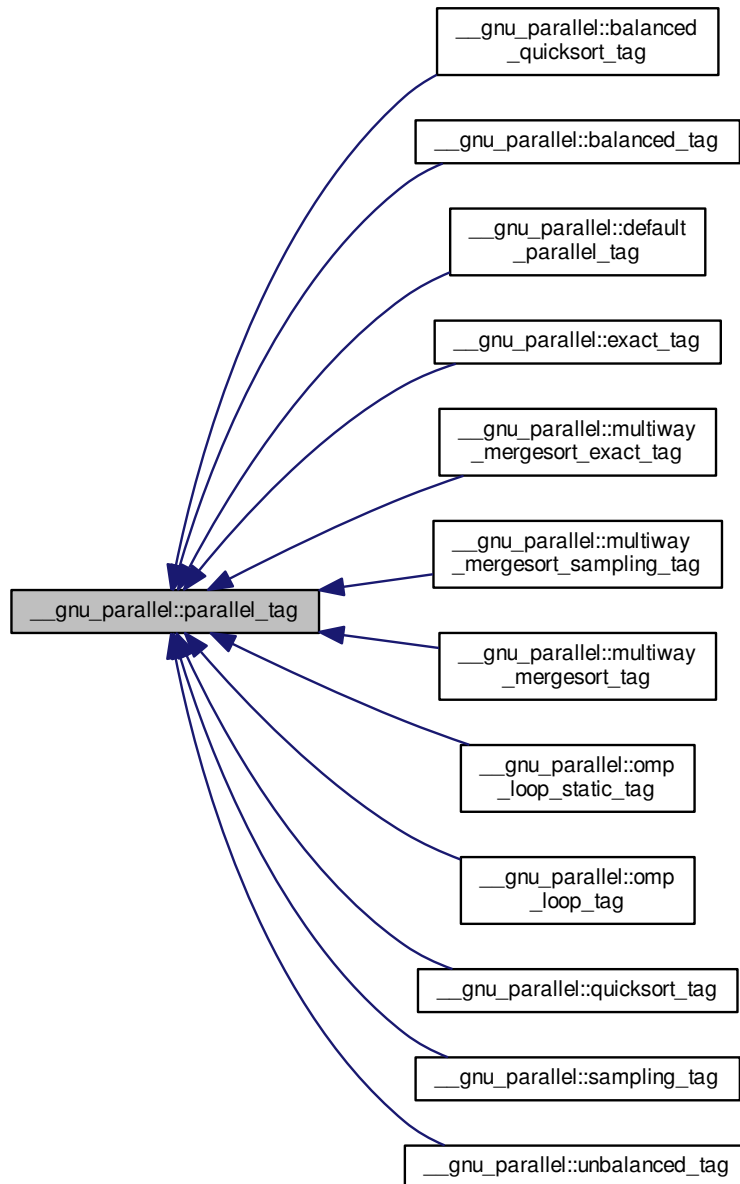 __gnu_parallel::balanced
_quicksort_tag
__gnu_parallel::balanced_tag
__gnu_parallel::default
_parallel_tag
__gnu_parallel::exact_tag
__gnu_parallel::multiway
_mergesort_exact_tag
__gnu_parallel::multiway
_mergesort_sampling_tag
__gnu_parallel::parallel_tag
__gnu_parallel::multiway
_mergesort_tag
__gnu_parallel::omp
_loop_static_tag
__gnu_parallel::omp
_loop_tag
__gnu_parallel::quicksort_tag
__gnu_parallel::sampling_tag
__gnu_parallel::unbalanced_tag